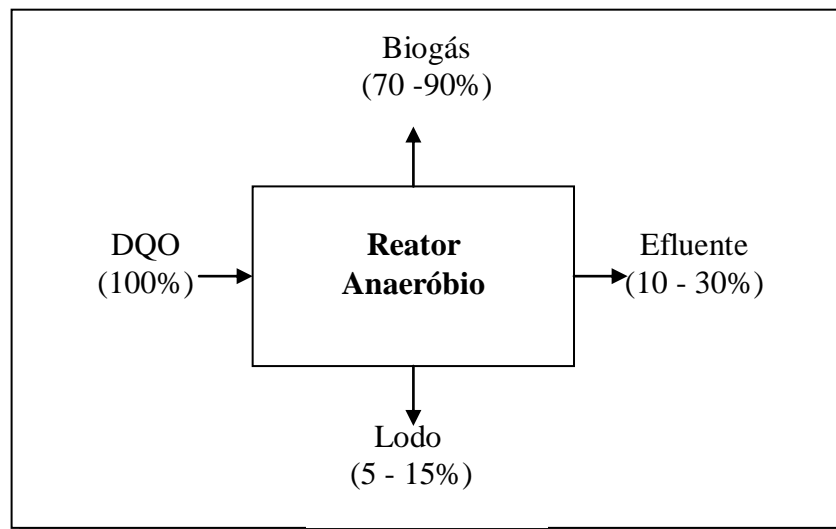 Biogás
(70 -90%)
DQO
(100%)
Reator
Anaeróbio
Efluente
(10 - 30%)
Lodo
(5 - 15%)